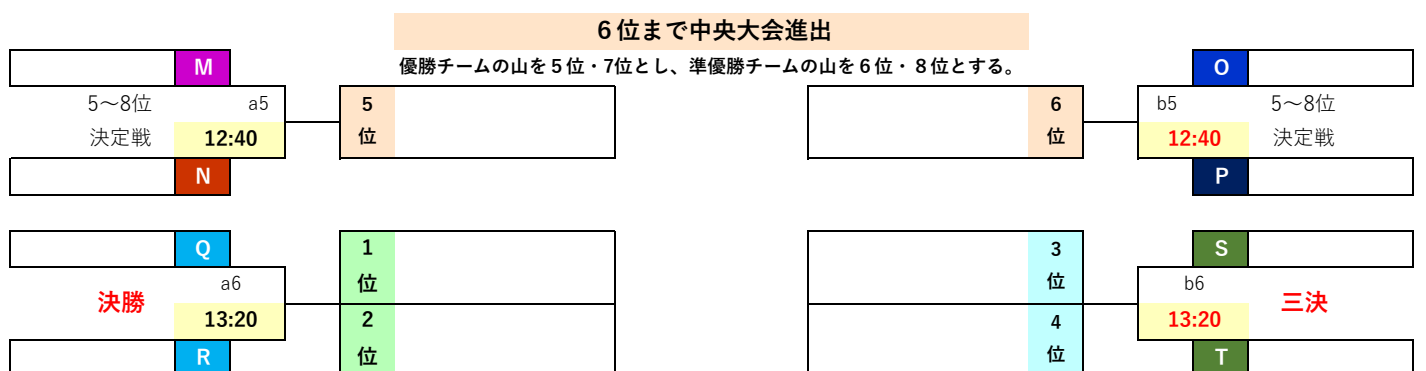 ６位まで中央大会進出
優勝チームの山を５位・7位とし、準優勝チームの山を６位・８位とする。
M
5～8位 a5
決定戦 12:40
N
5
位
6
位
O
b5 5～8位
12:40 決定戦
P
Q
a6
決勝
13:20
R
1
位
2
位
3
位
4
位
S
b6
三決
13:20
T